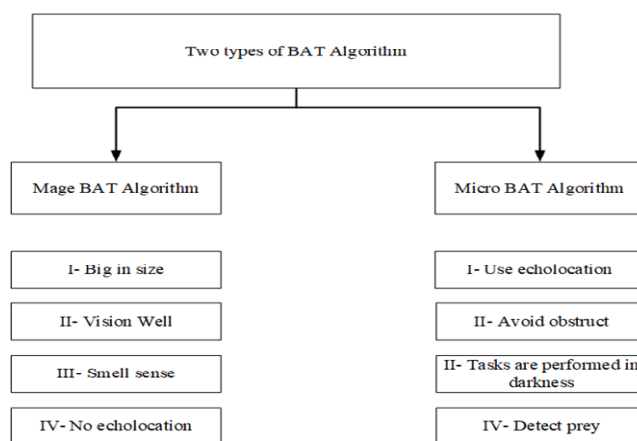 Two types of BAT Algorithm
Mage BAT Algorithm
Micro BAT Algorithm
I- Big in size
I- Use echolocation
II- Vision Well
II- Avoid obstruct
III- Smell sense
II- Tasks are performed in
darkness
IV- No echolocation
IV- Detect prey